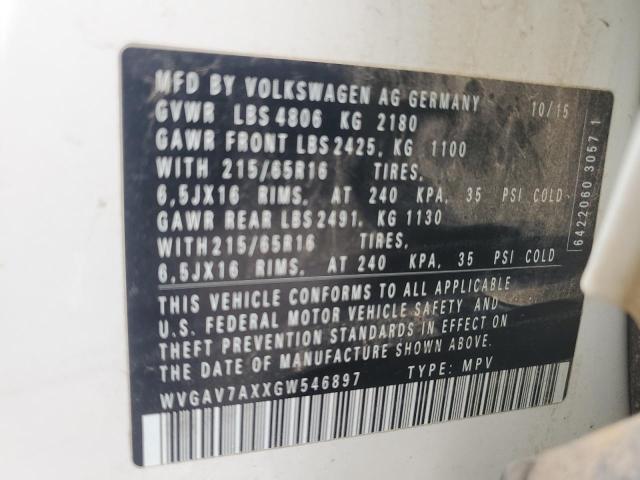 MFD BY VOLKSWAGEN AG GERMANY 10/15
GVWR LBS 4806 KG 2180
GAWR FRONT LBS 2425, KG 1100
WITH 215/65R16 TIRES,
6,5JX16 RIMS, AT 240 KPA, 35 PSI COLD
GAWR REAR LBS 2491, KG 1130
WITH 215/65R16 TIRES,
6,5JX16 RIMS, AT 240 KPA, 35 PSI COLD
THIS VEHICLE CONFORMS TO ALL APPLICABLE
U.S. FEDERAL MOTOR VEHICLE SAFETY AND
THEFT PREVENTION STANDARDS IN EFFECT ON
THE DATE OF MANUFACTURE SHOWN ABOVE.
WVGAV7AXXGW546897 TYPE: MPV
6422060 3057 1